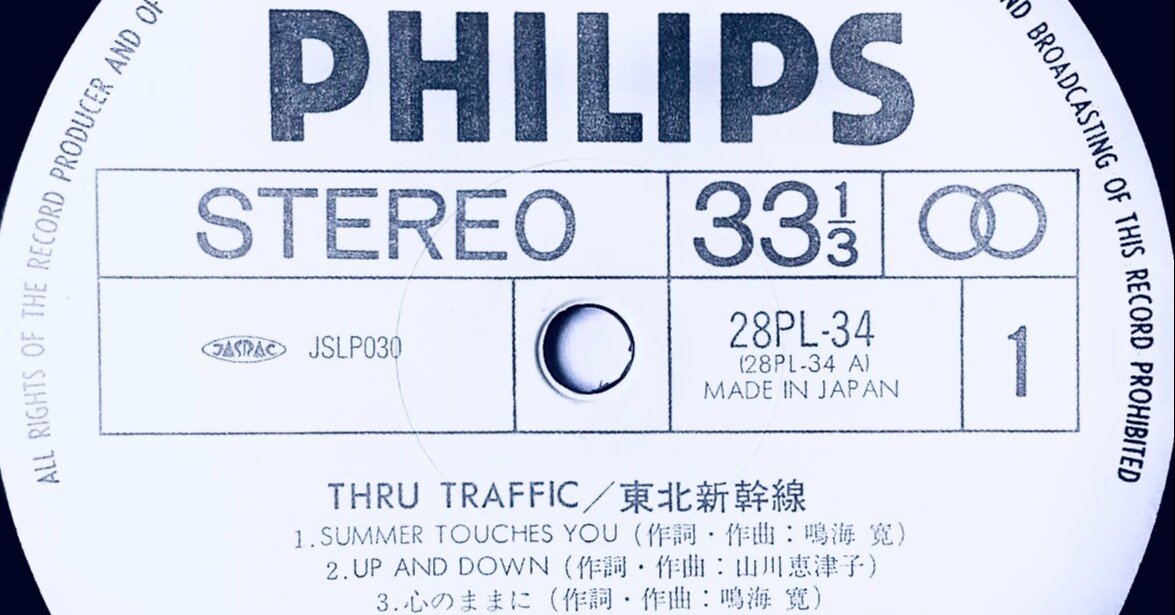 PHILIPS
ALL RIGHTS OF THE RECORD PRODUCER AND OF
ND BROADCASTING OF THIS RECORD PROHIBITED
STEREO
33 1/3
JASRAC JSLP030
28PL-34
(28PL-34 A)
MADE IN JAPAN
1
THRU TRAFFIC/東北新幹線
1.SUMMER TOUCHES YOU (作詞・作曲:鳴海 寛)
2.UP AND DOWN (作詞・作曲:山川恵津子)
3.心のままに (作詞・作曲:鳴海 寛)